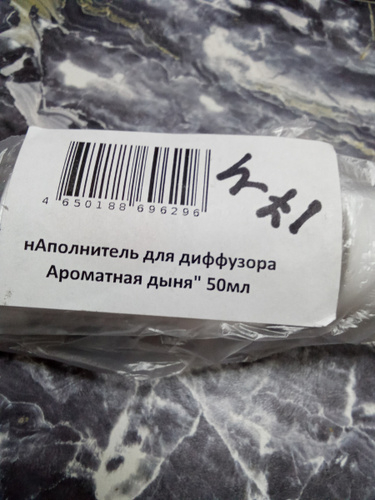 4 650188 696296
нАполнитель для диффузора
Ароматная дыня" 50мл